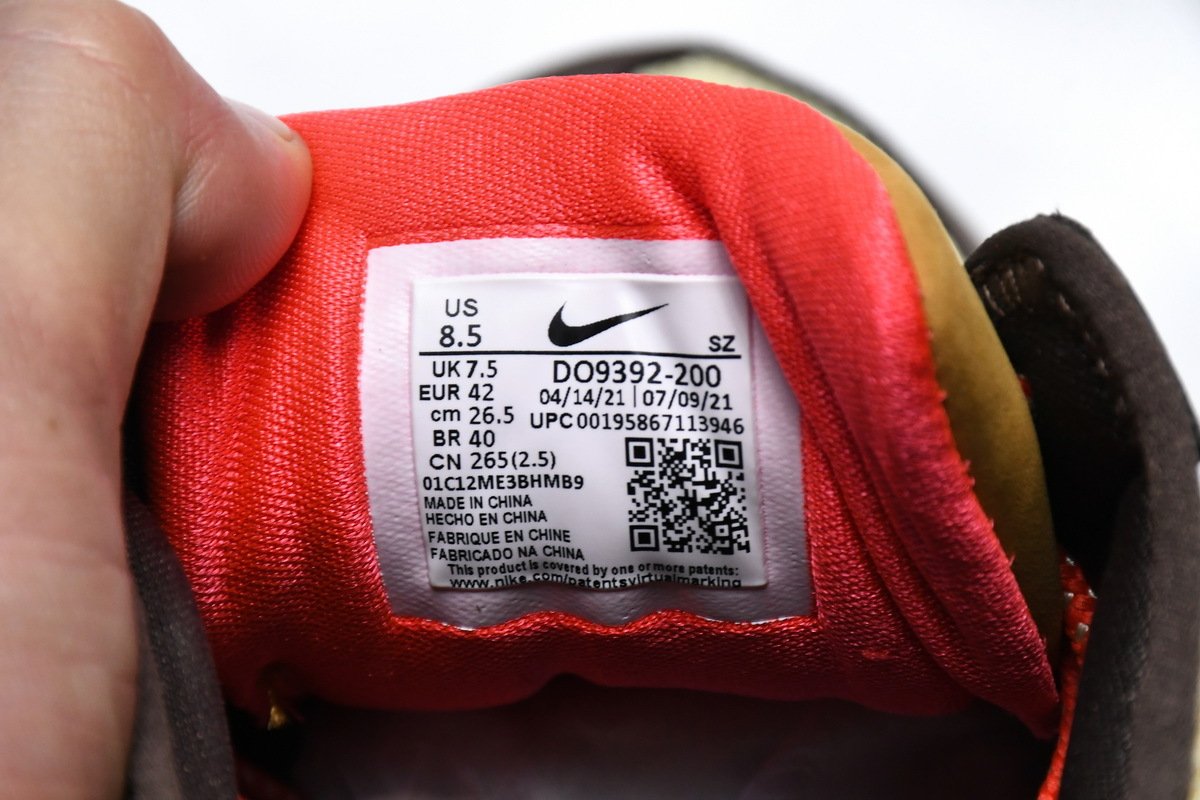 US
8.5
SZ
UK 7.5
DO9392-200
EUR 42
04/14/21 | 07/09/21
cm 26.5
UPC 00195867113946
BR 40
CN 265(2.5)
01C12ME3BHMB9
MADE IN CHINA
HECHO EN CHINA
FABRIQUE EN CHINE
FABRICADO NA CHINA
This product is covered by one or more patents:
www.nike.com/patentsvirtualmarking